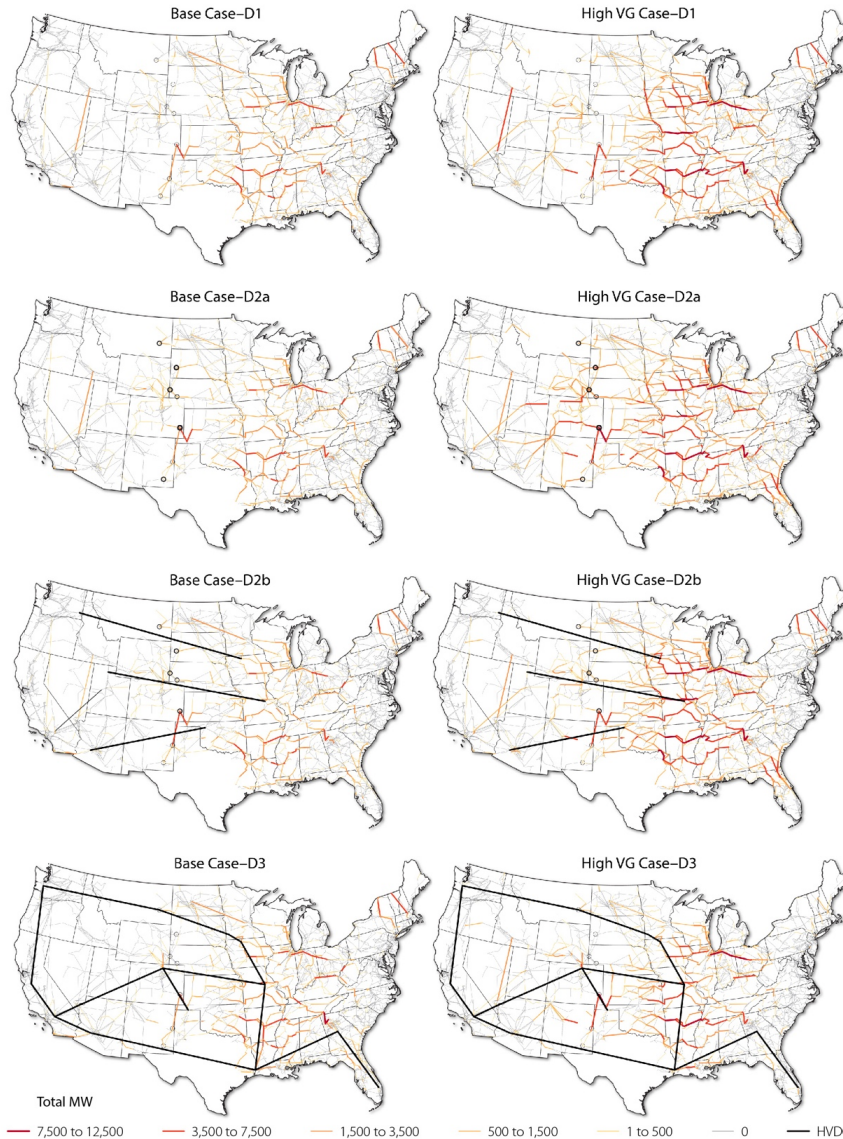 Base Case–D1
High VG Case–D1
Base Case–D2a
High VG Case–D2a
Base Case–D2b
High VG Case–D2b
Base Case–D3
High VG Case–D3
Total MW
7,500 to 12,500
3,500 to 7,500
1,500 to 3,500
500 to 1,500
1 to 500
0
HVD